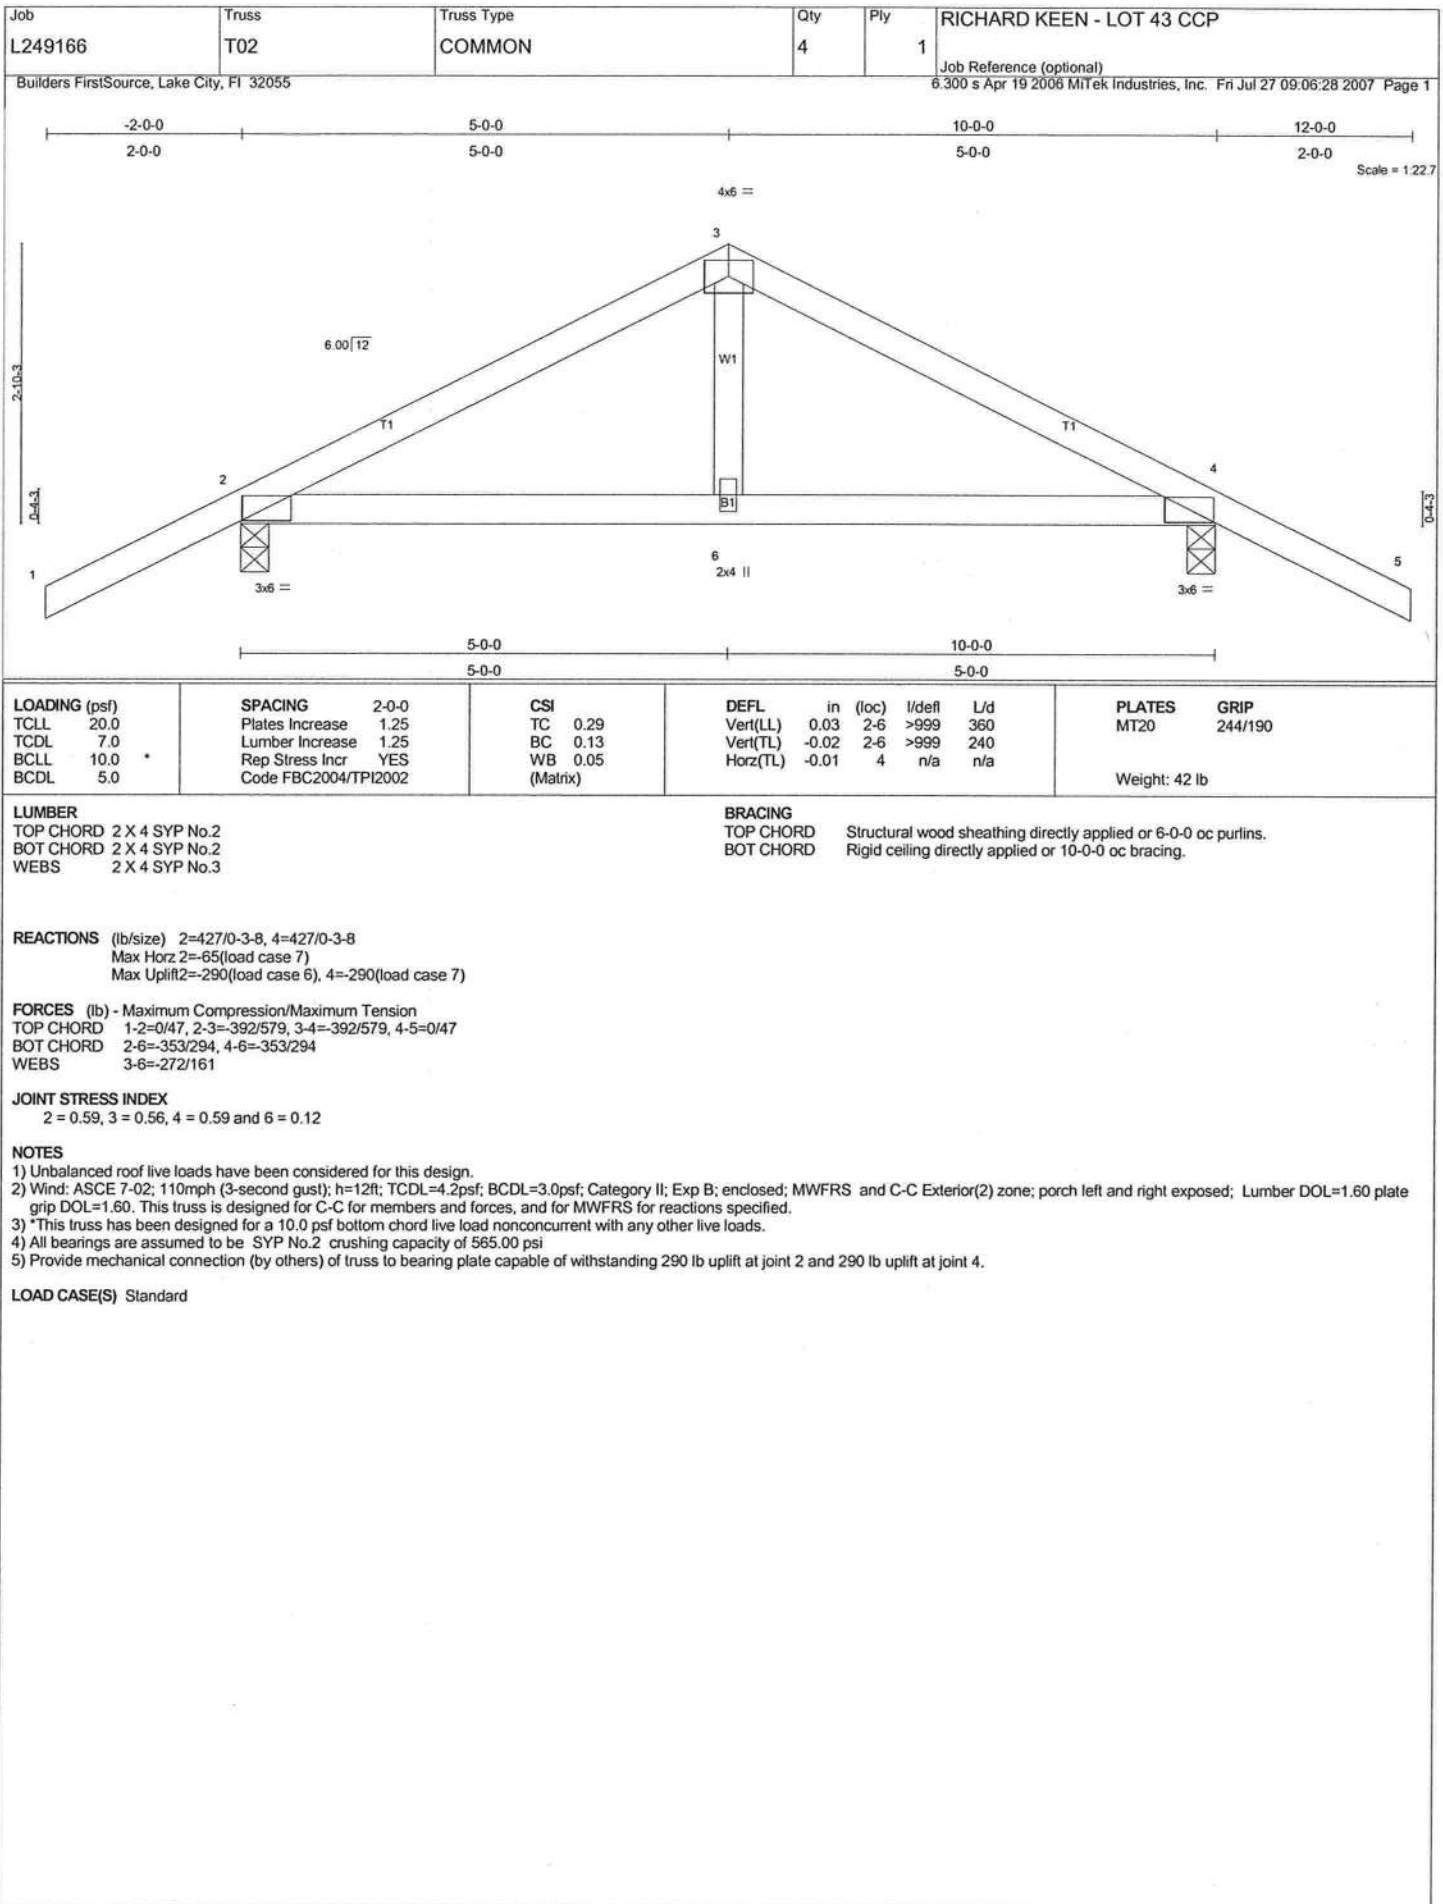 Job Truss Truss Type Qty Ply RICHARD KEEN - LOT 43 CCP
L249166 T02 COMMON 4 1
Job Reference (optional)
Builders FirstSource, Lake City, Fl 32055 6.300 s Apr 19 2006 MiTek Industries, Inc. Fri Jul 27 09:06:28 2007 Page 1
-2-0-0 5-0-0 10-0-0 12-0-0
2-0-0 5-0-0 5-0-0 2-0-0
Scale = 1:22.7
4x6 =
3
6.00 12
W1
2-10-3
T1 T1
2 4
0-4-3 0-4-3
B1
1 6 5
2x4 ||
3x6 = 3x6 =
5-0-0 10-0-0
5-0-0 5-0-0
LOADING (psf) SPACING 2-0-0 CSI DEFL in (loc) l/defl L/d PLATES GRIP
TCLL 20.0 Plates Increase 1.25 TC 0.29 Vert(LL) 0.03 2-6 >999 360 MT20 244/190
TCDL 7.0 Lumber Increase 1.25 BC 0.13 Vert(TL) -0.02 2-6 >999 240
BCLL 10.0 * Rep Stress Incr YES WB 0.05 Horz(TL) -0.01 4 n/a n/a
BCDL 5.0 Code FBC2004/TPI2002 (Matrix) Weight: 42 lb
LUMBER
TOP CHORD 2 X 4 SYP No.2
BOT CHORD 2 X 4 SYP No.2
WEBS 2 X 4 SYP No.3
BRACING
TOP CHORD Structural wood sheathing directly applied or 6-0-0 oc purlins.
BOT CHORD Rigid ceiling directly applied or 10-0-0 oc bracing.
REACTIONS (lb/size) 2=427/0-3-8, 4=427/0-3-8
Max Horz 2=-65(load case 7)
Max Uplift2=-290(load case 6), 4=-290(load case 7)
FORCES (lb) - Maximum Compression/Maximum Tension
TOP CHORD 1-2=0/47, 2-3=-392/579, 3-4=-392/579, 4-5=0/47
BOT CHORD 2-6=-353/294, 4-6=-353/294
WEBS 3-6=-272/161
JOINT STRESS INDEX
2 = 0.59, 3 = 0.56, 4 = 0.59 and 6 = 0.12
NOTES
1) Unbalanced roof live loads have been considered for this design.
2) Wind: ASCE 7-02; 110mph (3-second gust); h=12ft; TCDL=4.2psf; BCDL=3.0psf; Category II; Exp B; enclosed; MWFRS and C-C Exterior(2) zone; porch left and right exposed; Lumber DOL=1.60 plate
grip DOL=1.60. This truss is designed for C-C for members and forces, and for MWFRS for reactions specified.
3) *This truss has been designed for a 10.0 psf bottom chord live load nonconcurrent with any other live loads.
4) All bearings are assumed to be SYP No.2 crushing capacity of 565.00 psi
5) Provide mechanical connection (by others) of truss to bearing plate capable of withstanding 290 lb uplift at joint 2 and 290 lb uplift at joint 4.
LOAD CASE(S) Standard